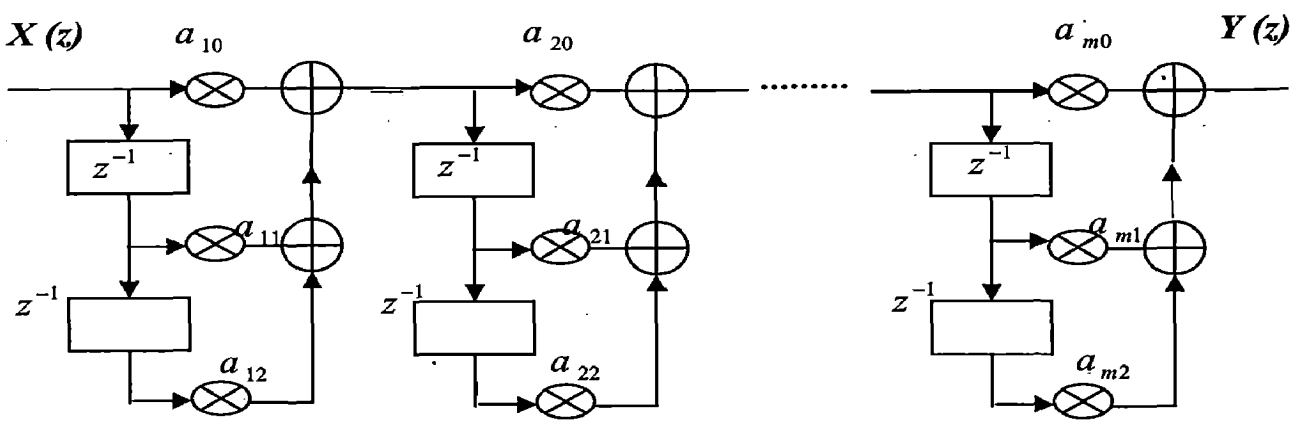 X (z) a 10 a 20 a m0 Y (z)
z⁻¹ z⁻¹ z⁻¹
a 11 a 21 a m1
z⁻¹ z⁻¹ z⁻¹
a 12 a 22 a m2